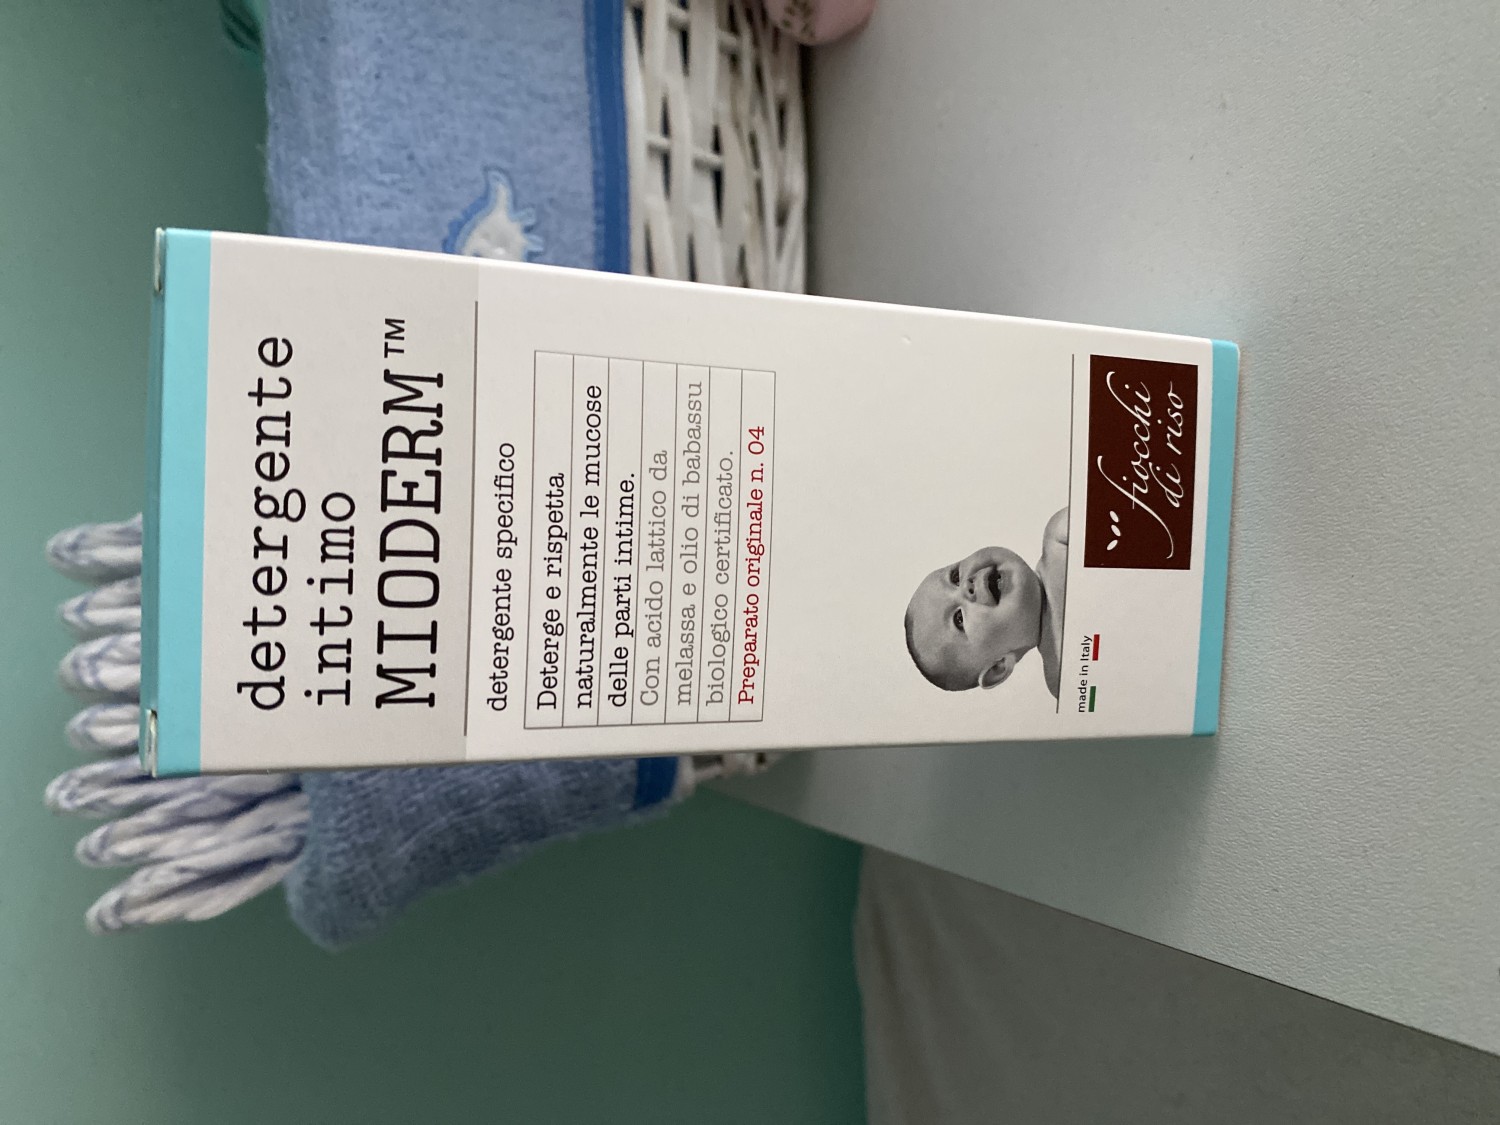 detergente
intimo
MIODERM™
detergente specifico
Deterge e rispetta
naturalmente le mucose
delle parti intime.
Con acido lattico da
melassa e olio di babassu
biologico certificato.
Preparato originale n. 04
made in Italy
fiocchi
di riso